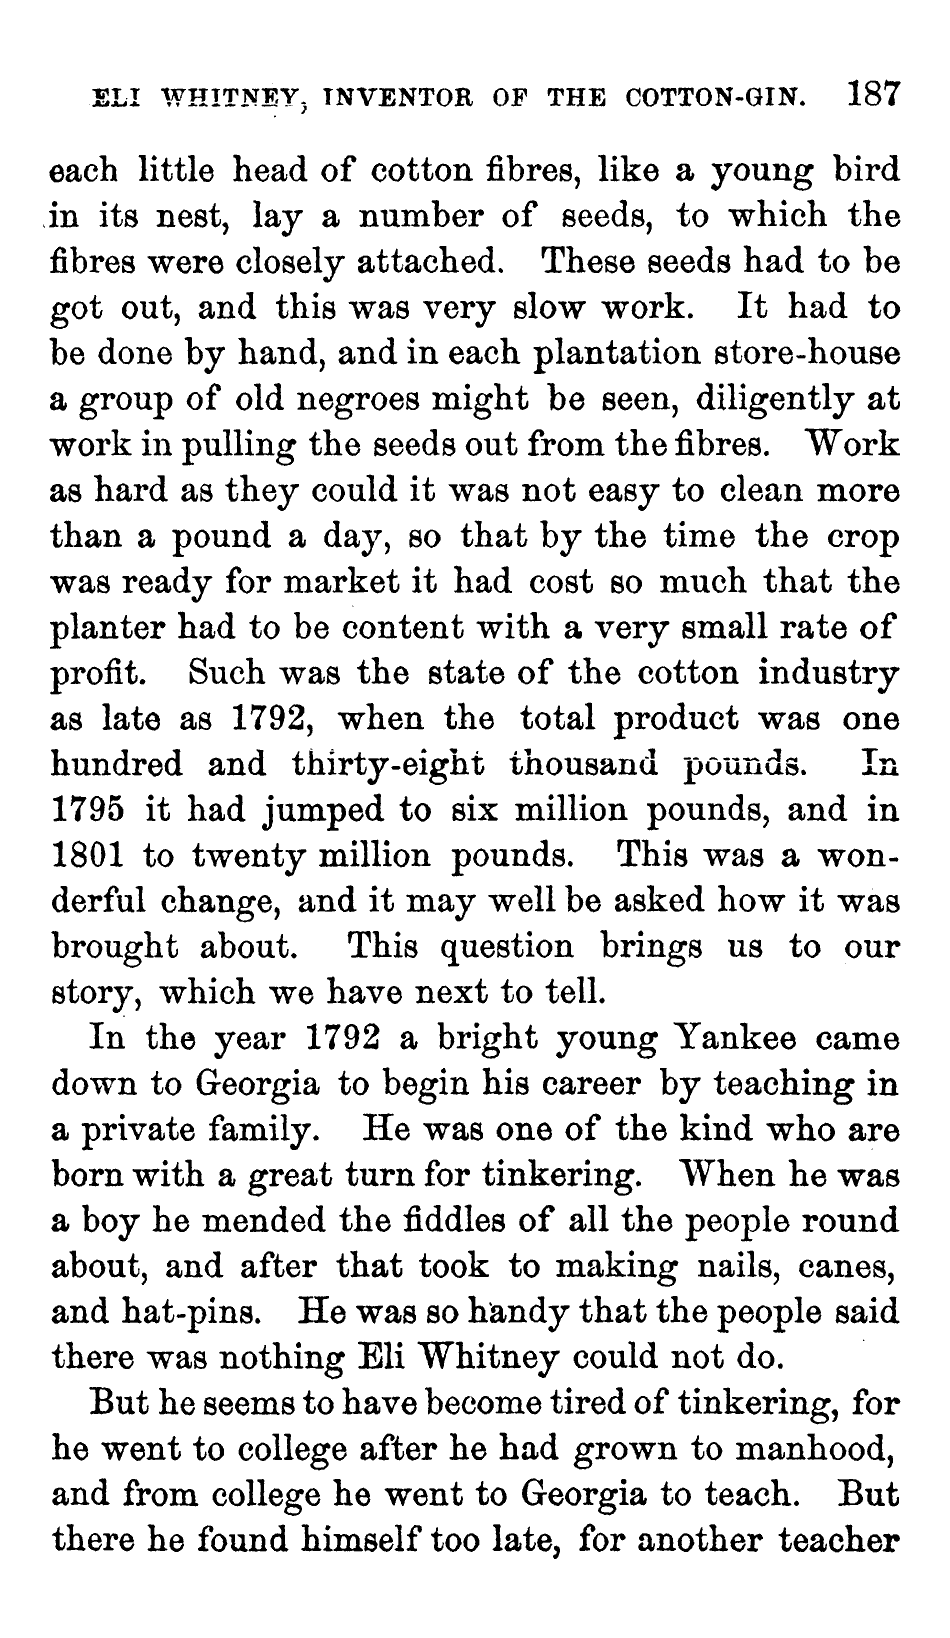 ELI WHITNEY, INVENTOR OF THE COTTON-GIN. 187
each little head of cotton fibres, like a young bird
in its nest, lay a number of seeds, to which the
fibres were closely attached. These seeds had to be
got out, and this was very slow work. It had to
be done by hand, and in each plantation store-house
a group of old negroes might be seen, diligently at
work in pulling the seeds out from the fibres. Work
as hard as they could it was not easy to clean more
than a pound a day, so that by the time the crop
was ready for market it had cost so much that the
planter had to be content with a very small rate of
profit. Such was the state of the cotton industry
as late as 1792, when the total product was one
hundred and thirty-eight thousand pounds. In
1795 it had jumped to six million pounds, and in
1801 to twenty million pounds. This was a won-
derful change, and it may well be asked how it was
brought about. This question brings us to our
story, which we have next to tell.
In the year 1792 a bright young Yankee came
down to Georgia to begin his career by teaching in
a private family. He was one of the kind who are
born with a great turn for tinkering. When he was
a boy he mended the fiddles of all the people round
about, and after that took to making nails, canes,
and hat-pins. He was so handy that the people said
there was nothing Eli Whitney could not do.
But he seems to have become tired of tinkering, for
he went to college after he had grown to manhood,
and from college he went to Georgia to teach. But
there he found himself too late, for another teacher